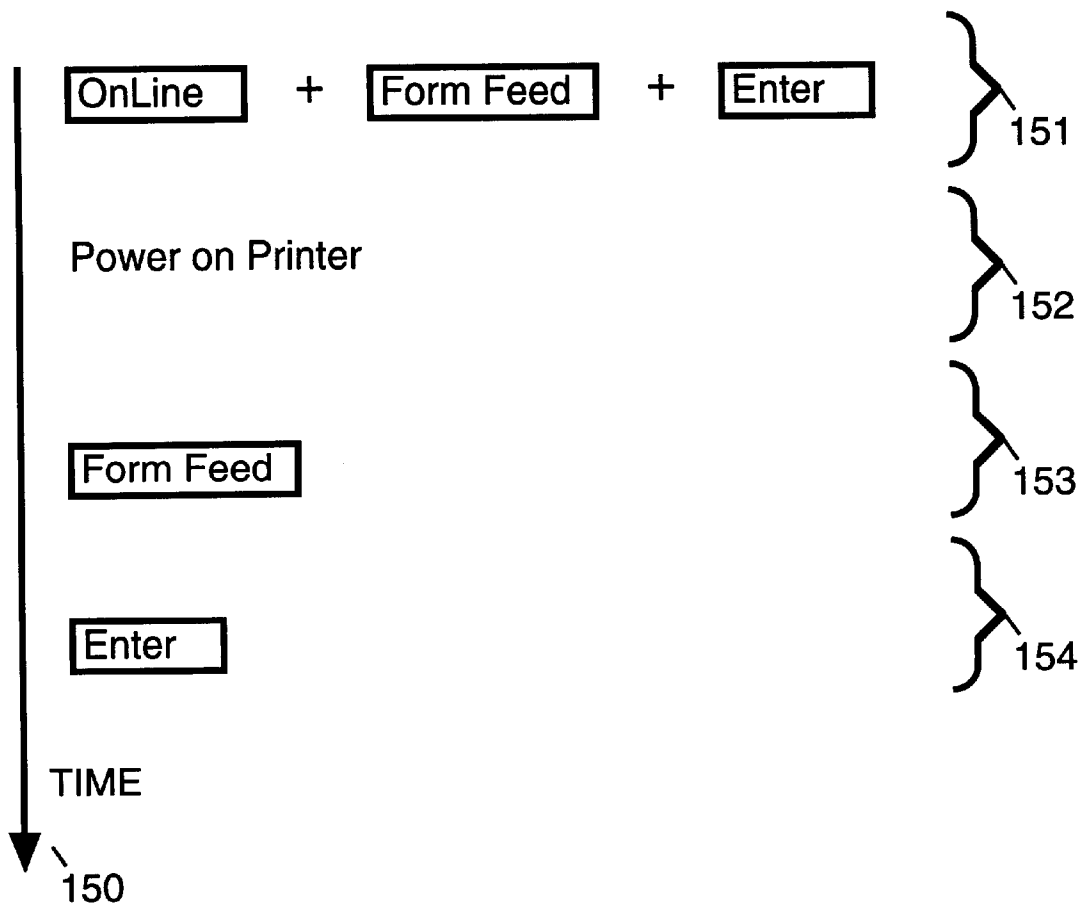 OnLine + Form Feed + Enter
151
Power on Printer
152
Form Feed
153
Enter
154
TIME
150